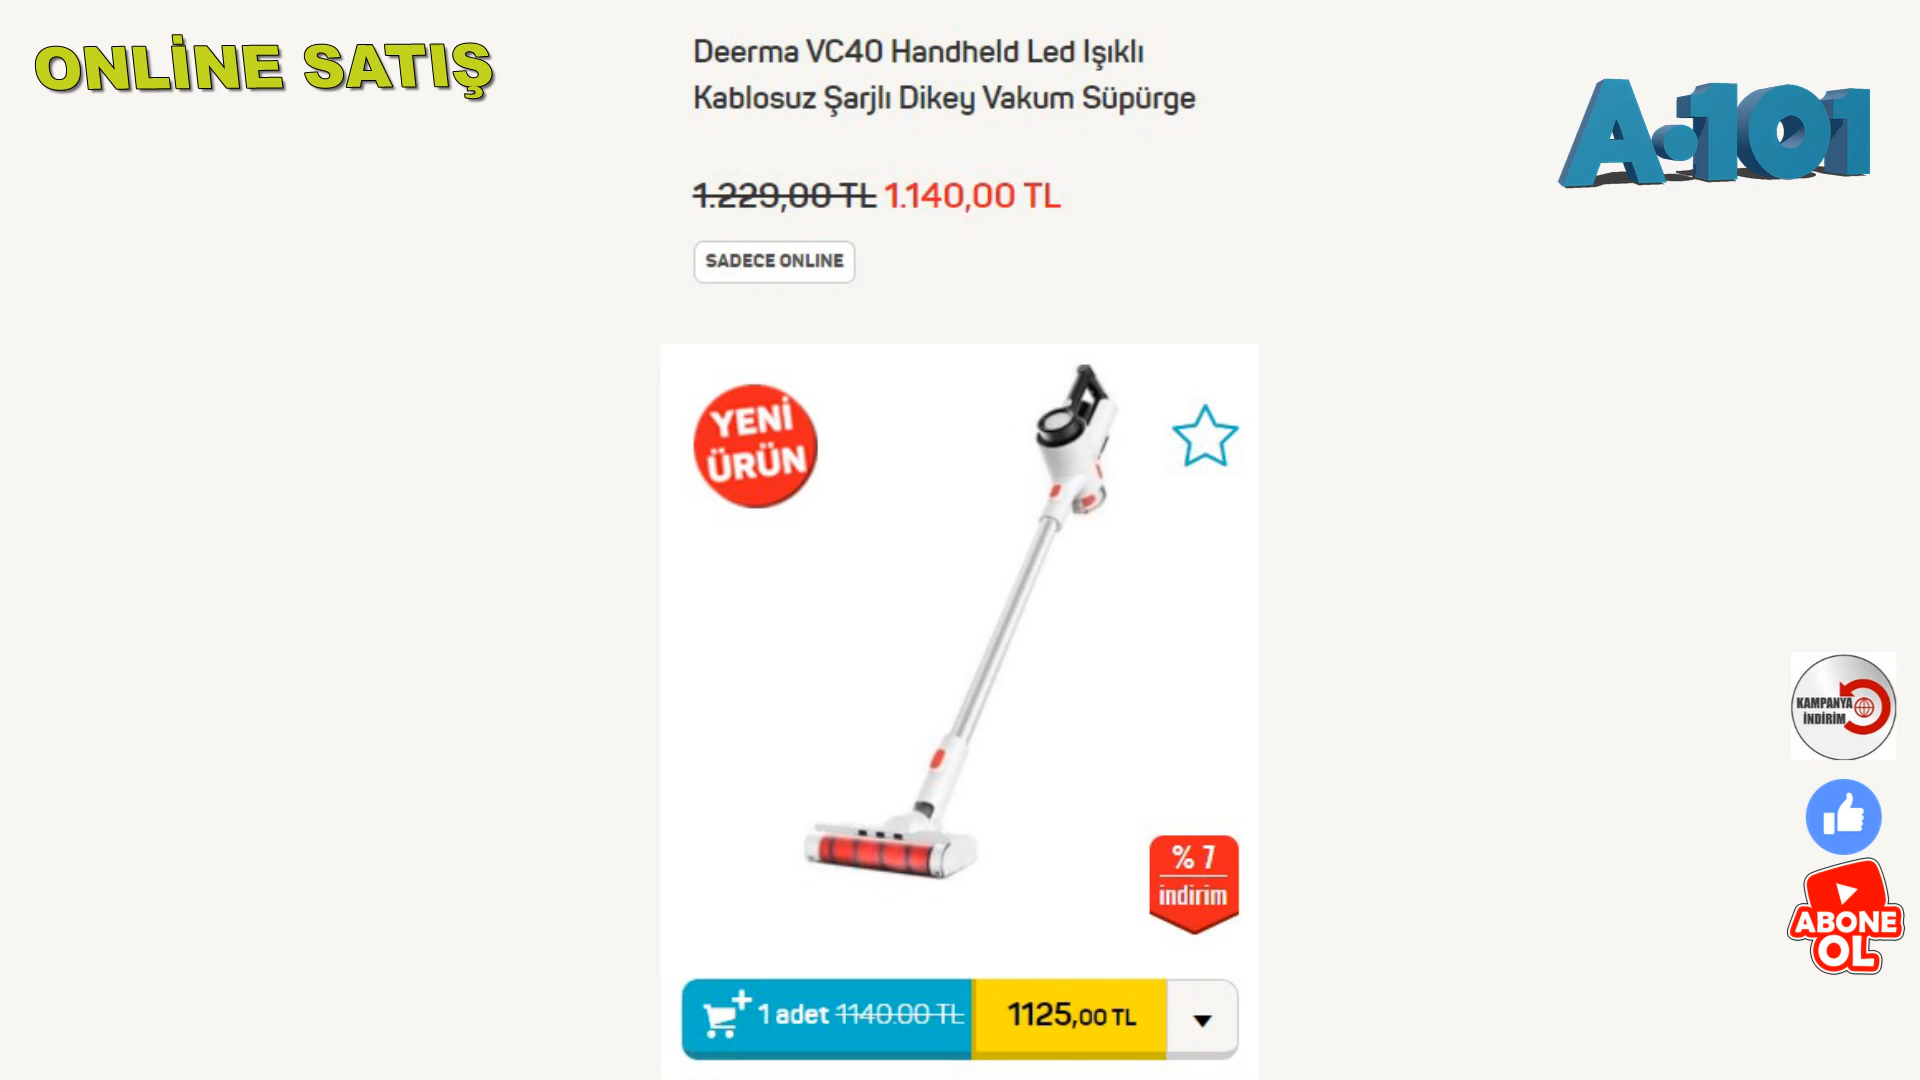 ONLİNE SATIŞ
Deerma VC40 Handheld Led Işıklı
Kablosuz Şarjlı Dikey Vakum Süpürge
A•101
1.229,00 TL 1.140,00 TL
SADECE ONLINE
YENİ
ÜRÜN
KAMPANYA
İNDİRİM
% 7
indirim
ABONE
OL
1 adet 1140.00 TL 1125,00 TL